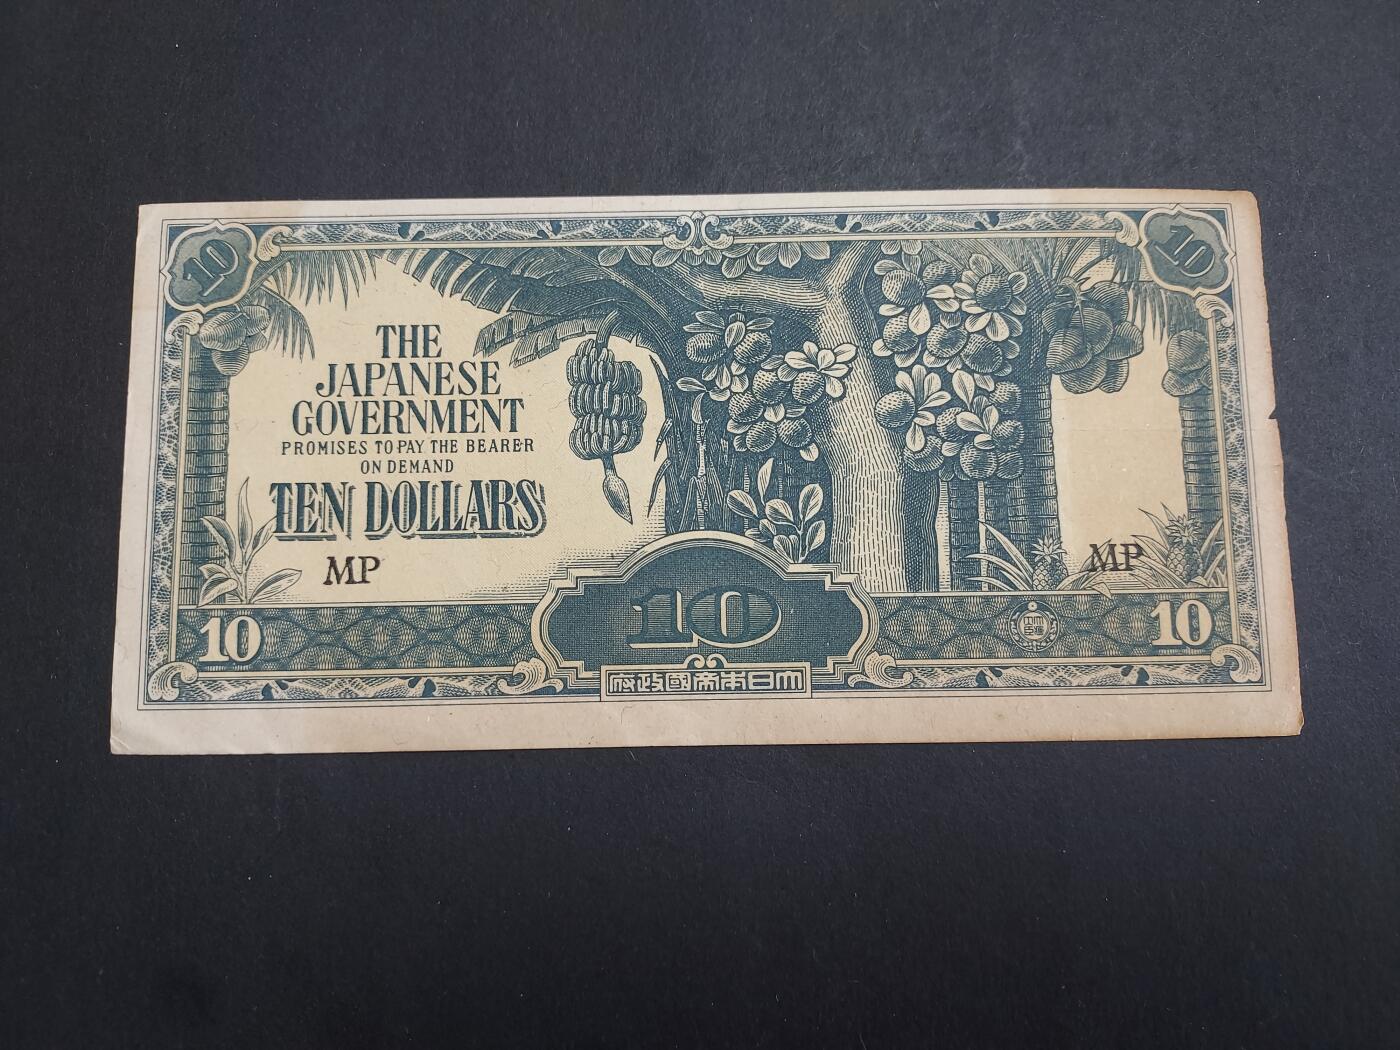 10
10
THE
JAPANESE
GOVERNMENT
PROMISES TO PAY THE BEARER
ON DEMAND
TEN DOLLARS
MP
MP
10
10
10
府政國帝本日大